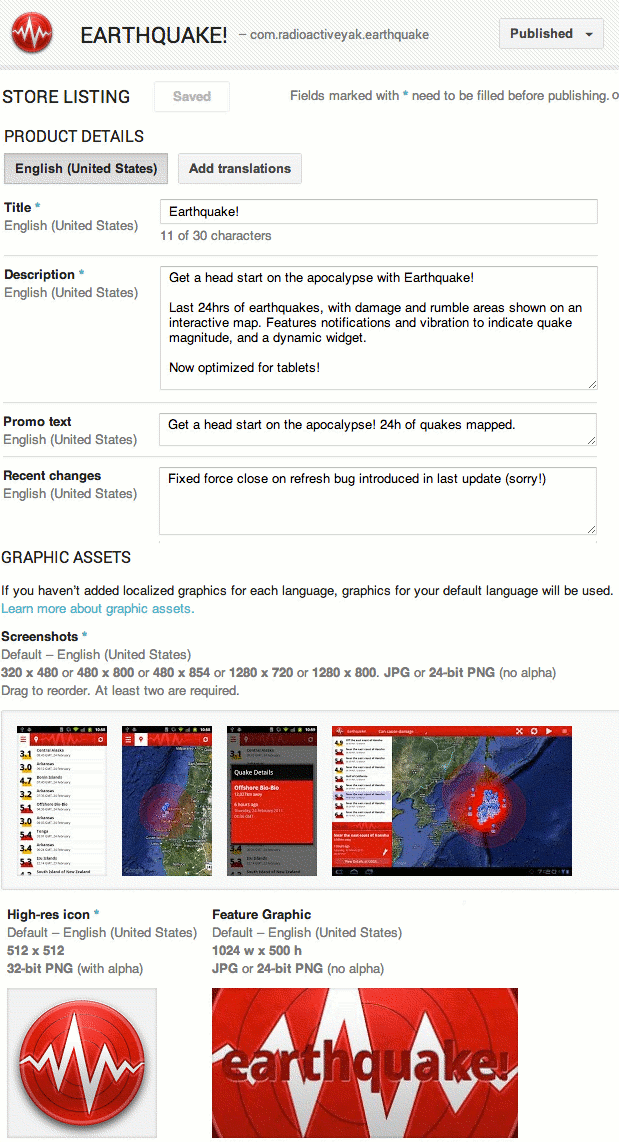 EARTHQUAKE! – com.radioactiveyak.earthquake
Published
STORE LISTING
Saved
Fields marked with * need to be filled before publishing.
PRODUCT DETAILS
English (United States)
Add translations
Title *
English (United States)
Earthquake!
11 of 30 characters
Description *
English (United States)
Get a head start on the apocalypse with Earthquake!
Last 24hrs of earthquakes, with damage and rumble areas shown on an
interactive map. Features notifications and vibration to indicate quake
magnitude, and a dynamic widget.
Now optimized for tablets!
Promo text
English (United States)
Get a head start on the apocalypse! 24h of quakes mapped.
Recent changes
English (United States)
Fixed force close on refresh bug introduced in last update (sorry!)
GRAPHIC ASSETS
If you haven't added localized graphics for each language, graphics for your default language will be used.
Learn more about graphic assets.
Screenshots *
Default – English (United States)
320 x 480 or 480 x 800 or 480 x 854 or 1280 x 720 or 1280 x 800. JPG or 24-bit PNG (no alpha)
Drag to reorder. At least two are required.
3.1 Central Alaska
3.0 Arkansas
4.7 Bonin Islands
3.2 Arkansas
5.2 Offshore Bio-Bio
3.0 Arkansas
Tonga
3.4 Arkansas
5.3 Izu Islands
South Island of New Zealand
Quake Details
Offshore Bio-Bio
6 hours ago
Earthquake!
Can cause damage
High-res icon *
Default – English (United States)
512 x 512
32-bit PNG (with alpha)
Feature Graphic
Default – English (United States)
1024 w x 500 h
JPG or 24-bit PNG (no alpha)
earthquake!